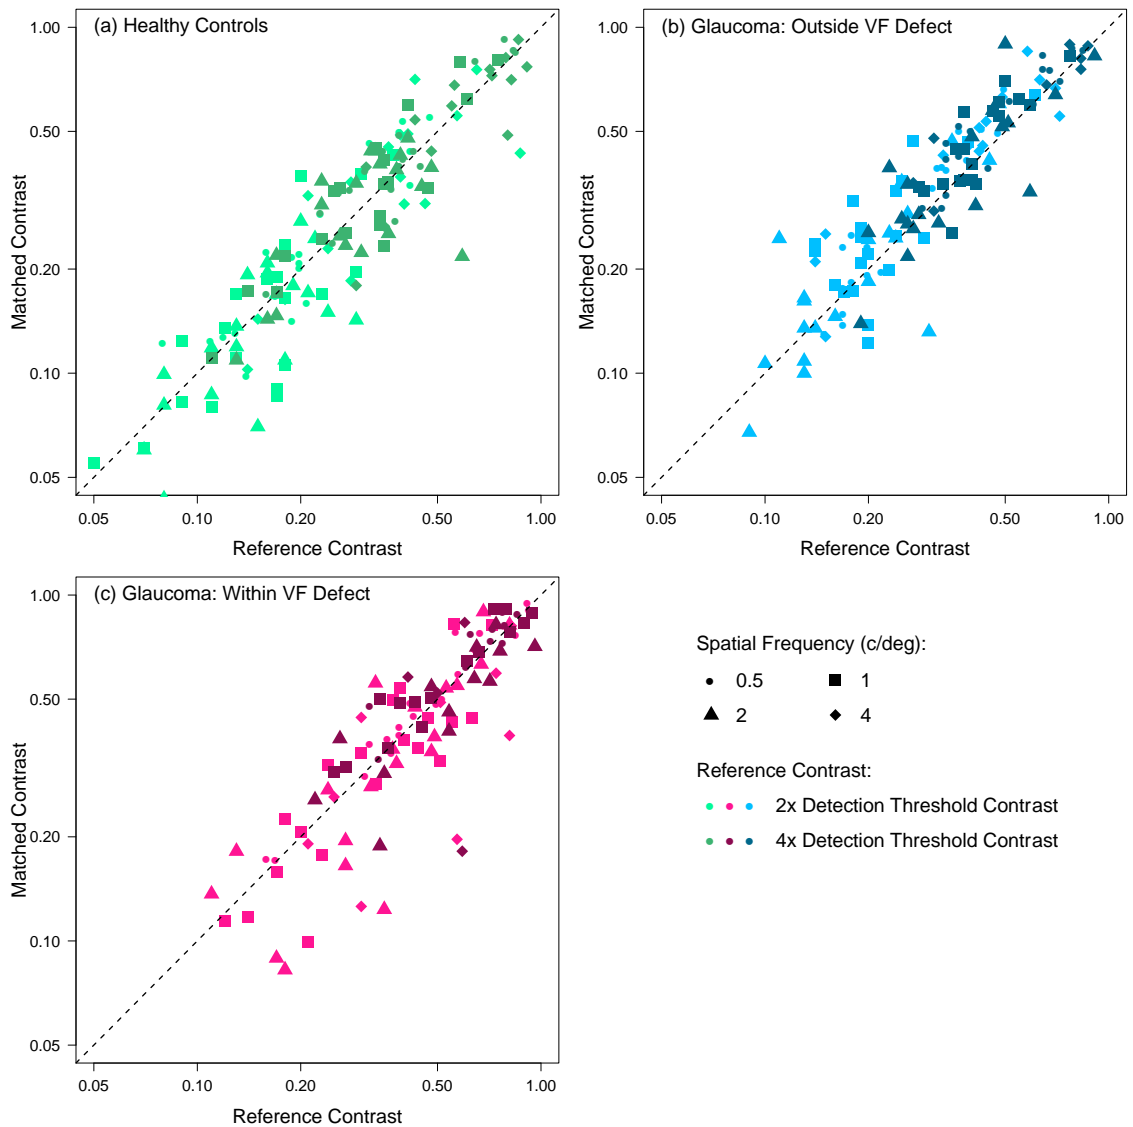 (a) Healthy Controls
1.00
0.50
0.20
0.10
0.05
Matched Contrast
0.05 0.10 0.20 0.50 1.00
Reference Contrast
(b) Glaucoma: Outside VF Defect
1.00
0.50
0.20
0.10
0.05
Matched Contrast
0.05 0.10 0.20 0.50 1.00
Reference Contrast
(c) Glaucoma: Within VF Defect
1.00
0.50
0.20
0.10
0.05
Matched Contrast
0.05 0.10 0.20 0.50 1.00
Reference Contrast
Spatial Frequency (c/deg):
0.5 1
2 4
Reference Contrast:
2x Detection Threshold Contrast
4x Detection Threshold Contrast